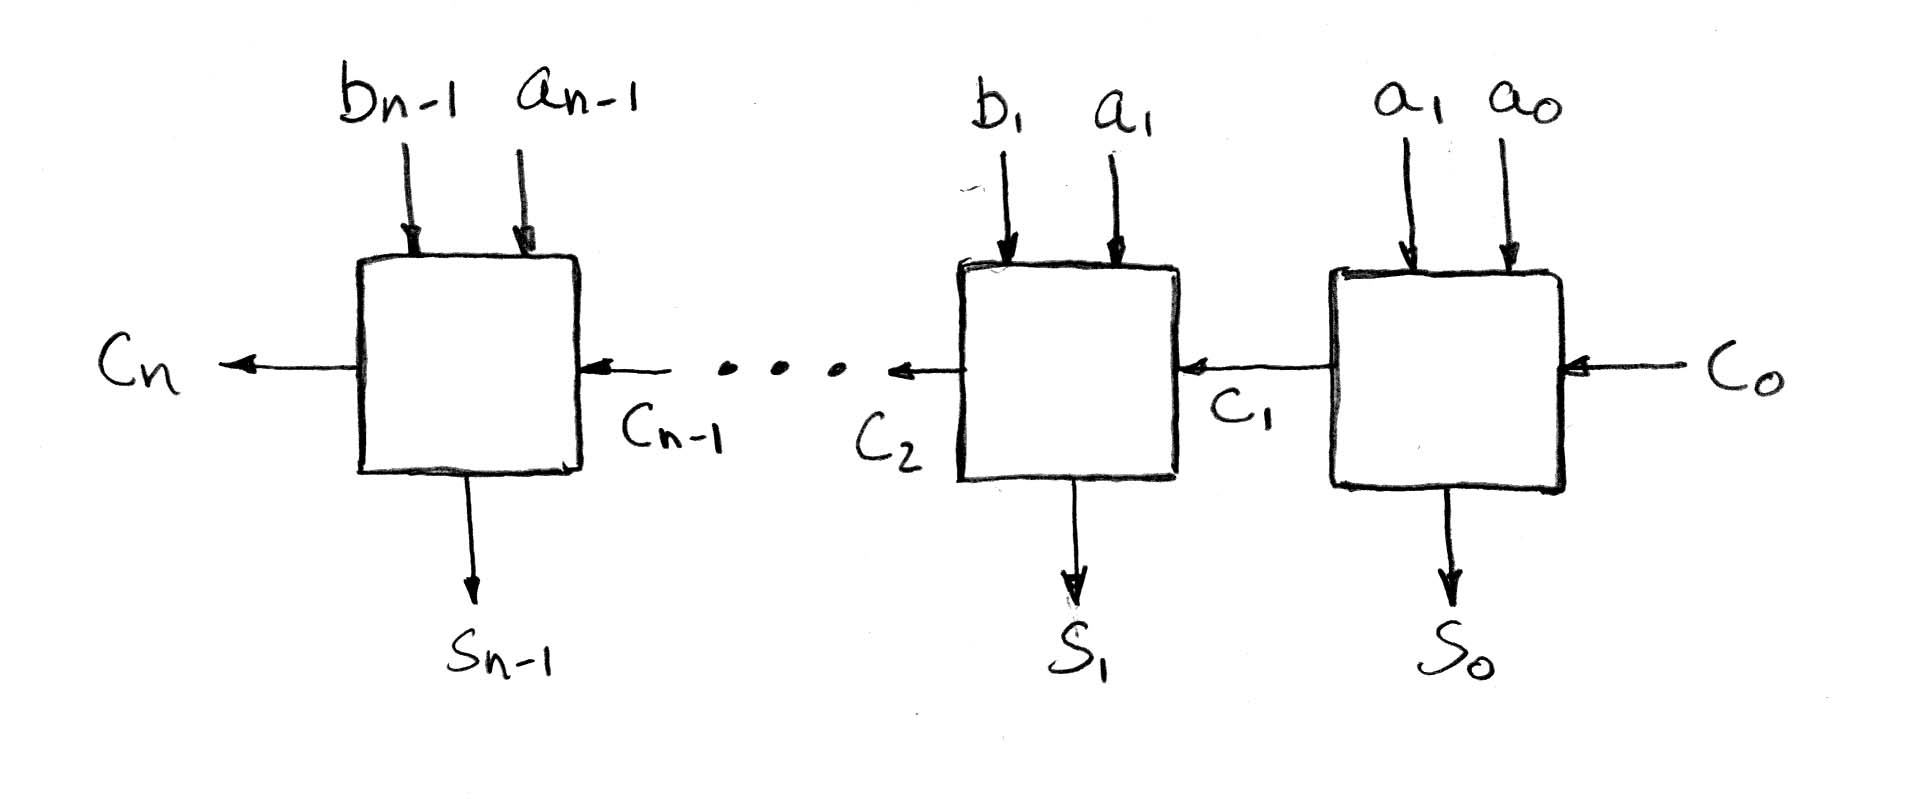 bn-1 an-1 b1 a1 a1 a0
Cn Cn-1 C2 C1 C0
Sn-1 S1 S0